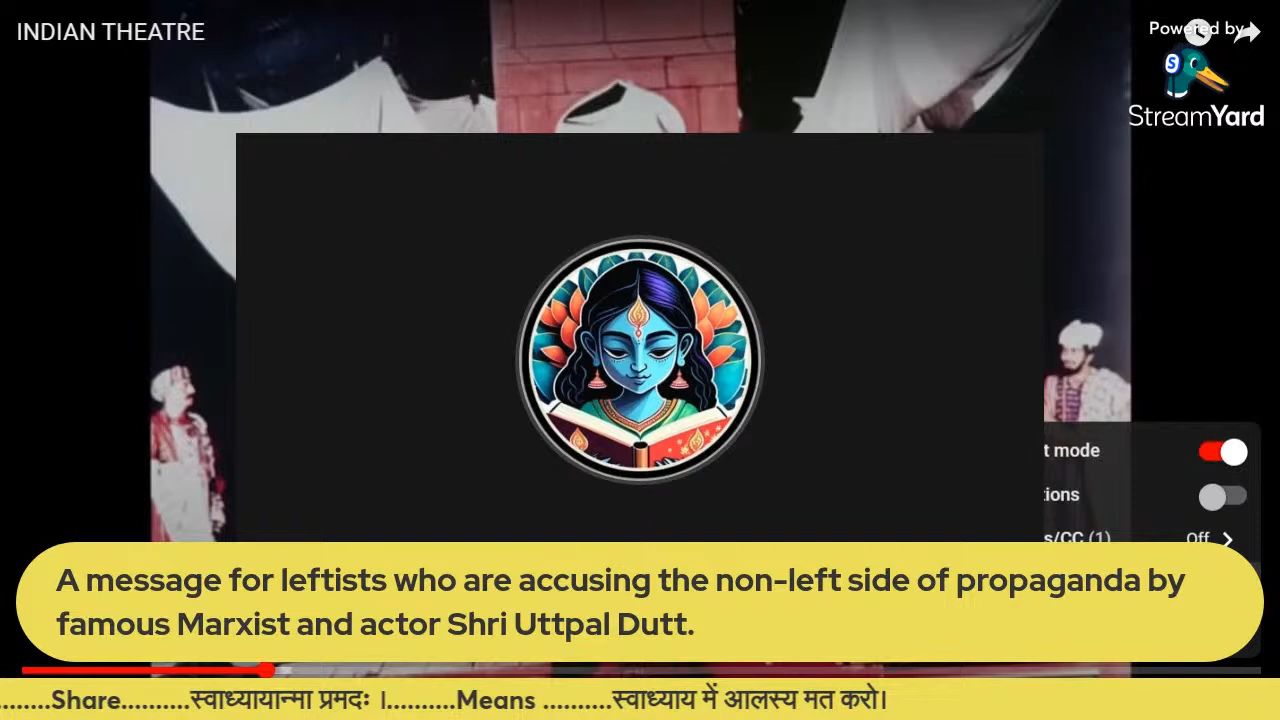 INDIAN THEATRE
Powered by
S
StreamYard
t mode
tions
s/CC (1) Off
A message for leftists who are accusing the non-left side of propaganda by
famous Marxist and actor Shri Uttpal Dutt.
........Share..........स्वाध्यायान्मा प्रमदः ।..........Means ..........स्वाध्याय में आलस्य मत करो।